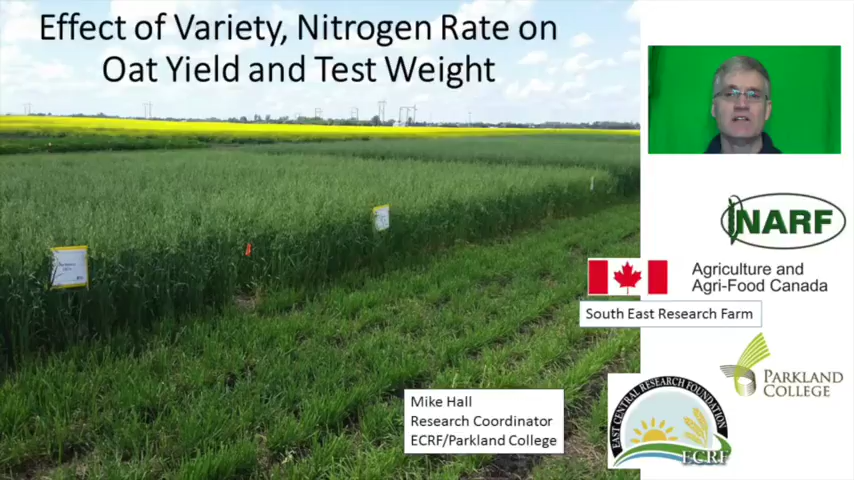 Effect of Variety, Nitrogen Rate on
Oat Yield and Test Weight
NARF
Agriculture and
Agri-Food Canada
South East Research Farm
PARKLAND
COLLEGE
Mike Hall
Research Coordinator
ECRF/Parkland College
EAST CENTRAL RESEARCH FOUNDATION
ECRF